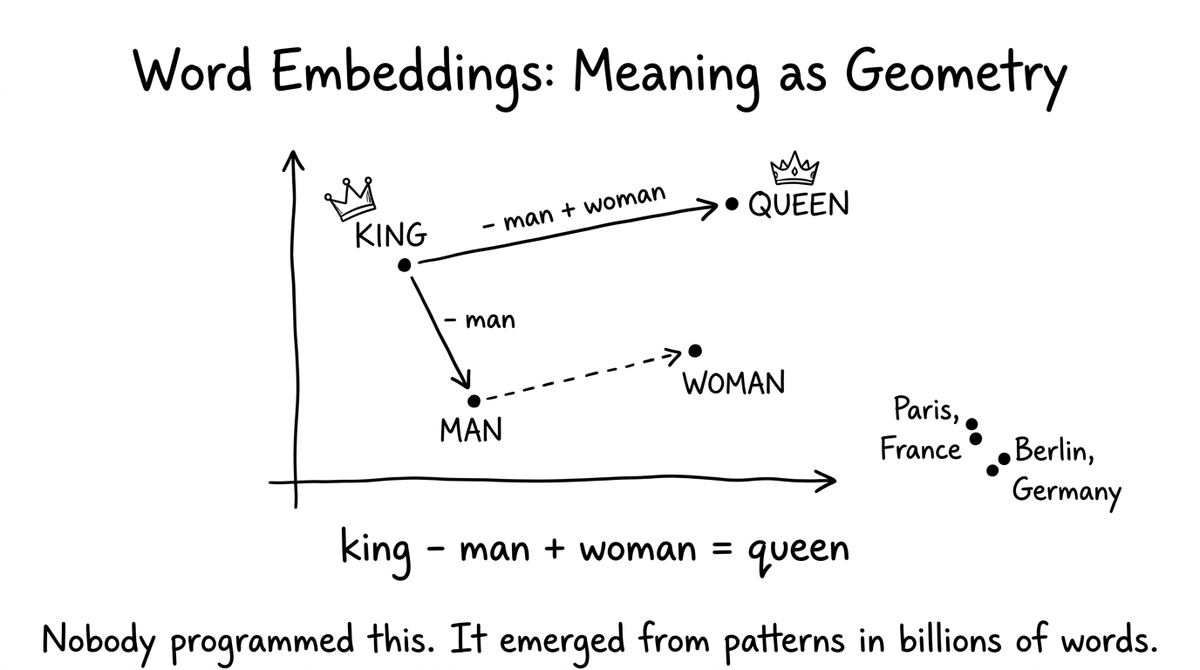 Word Embeddings: Meaning as Geometry
KING
– man + woman
QUEEN
– man
MAN
WOMAN
Paris,
France
Berlin,
Germany
king – man + woman = queen
Nobody programmed this. It emerged from patterns in billions of words.